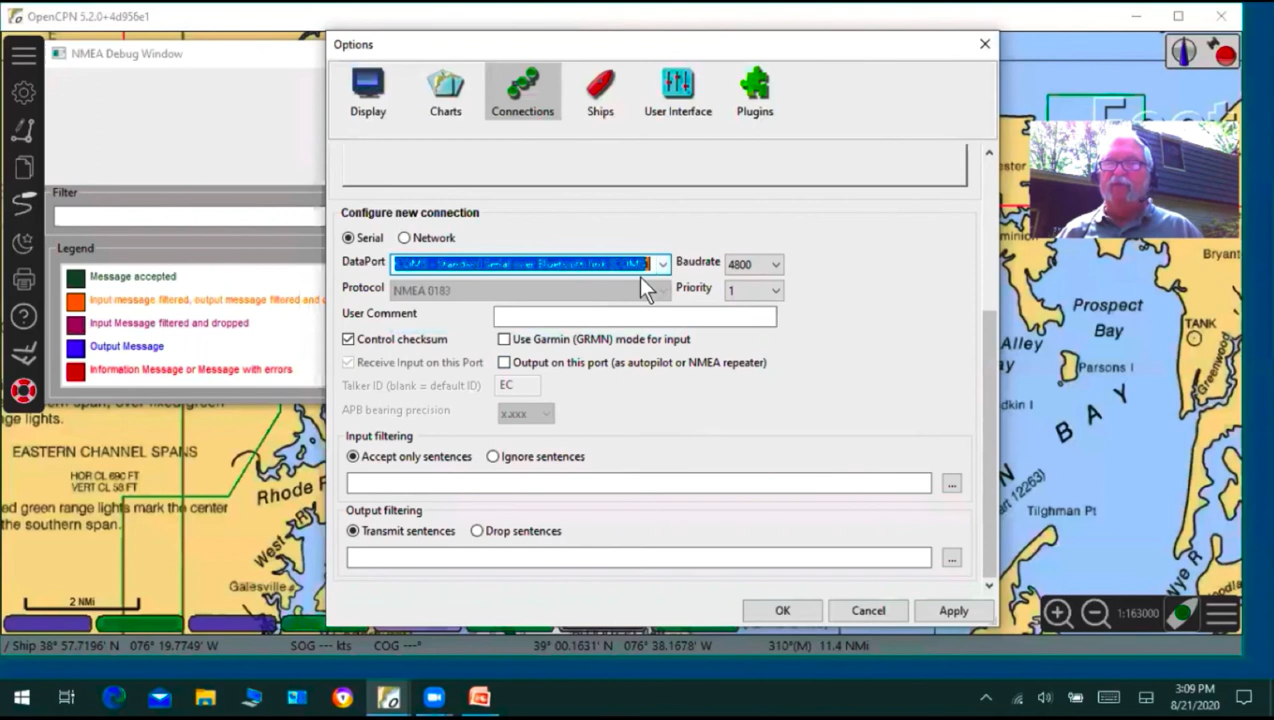 OpenCPN 5.2.0+4d956e1
NMEA Debug Window
Filter
Legend
Message accepted
Input message filtered, output message filtered and
Input Message filtered and dropped
Output Message
Information Message or Message with errors
Options
Display
Charts
Connections
Ships
User Interface
Plugins
Configure new connection
Serial
Network
DataPort
Baudrate
4800
Protocol
NMEA 0183
Priority
1
User Comment
Control checksum
Use Garmin (GRMN) mode for input
Receive Input on this Port
Output on this port (as autopilot or NMEA repeater)
Talker ID (blank = default ID)
EC
APB bearing precision
x.xxx
Input filtering
Accept only sentences
Ignore sentences
...
Output filtering
Transmit sentences
Drop sentences
...
OK
Cancel
Apply
nge lights.
EASTERN CHANNEL SPANS
HOR CL 690 FT
VERT CL 58 FT
ed green range lights mark the center
the southern span.
Rhode
West
Galesville
2 NMi
Bryant
Prospect
Bay
TANK
Alley
Parsons I
BAY
Greenwood
Tilghman Pt
Wye R
1:163000
/ Ship 38° 57.7196' N 076° 19.7749' W
SOG --- kts
COG ---°
39° 00.1631' N 076° 38.1678' W
310°(M) 11.4 NMi
3:09 PM
8/21/2020